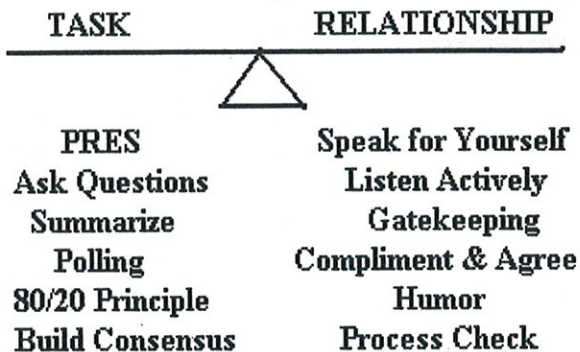 TASK RELATIONSHIP
PRES Speak for Yourself
Ask Questions Listen Actively
Summarize Gatekeeping
Polling Compliment & Agree
80/20 Principle Humor
Build Consensus Process Check